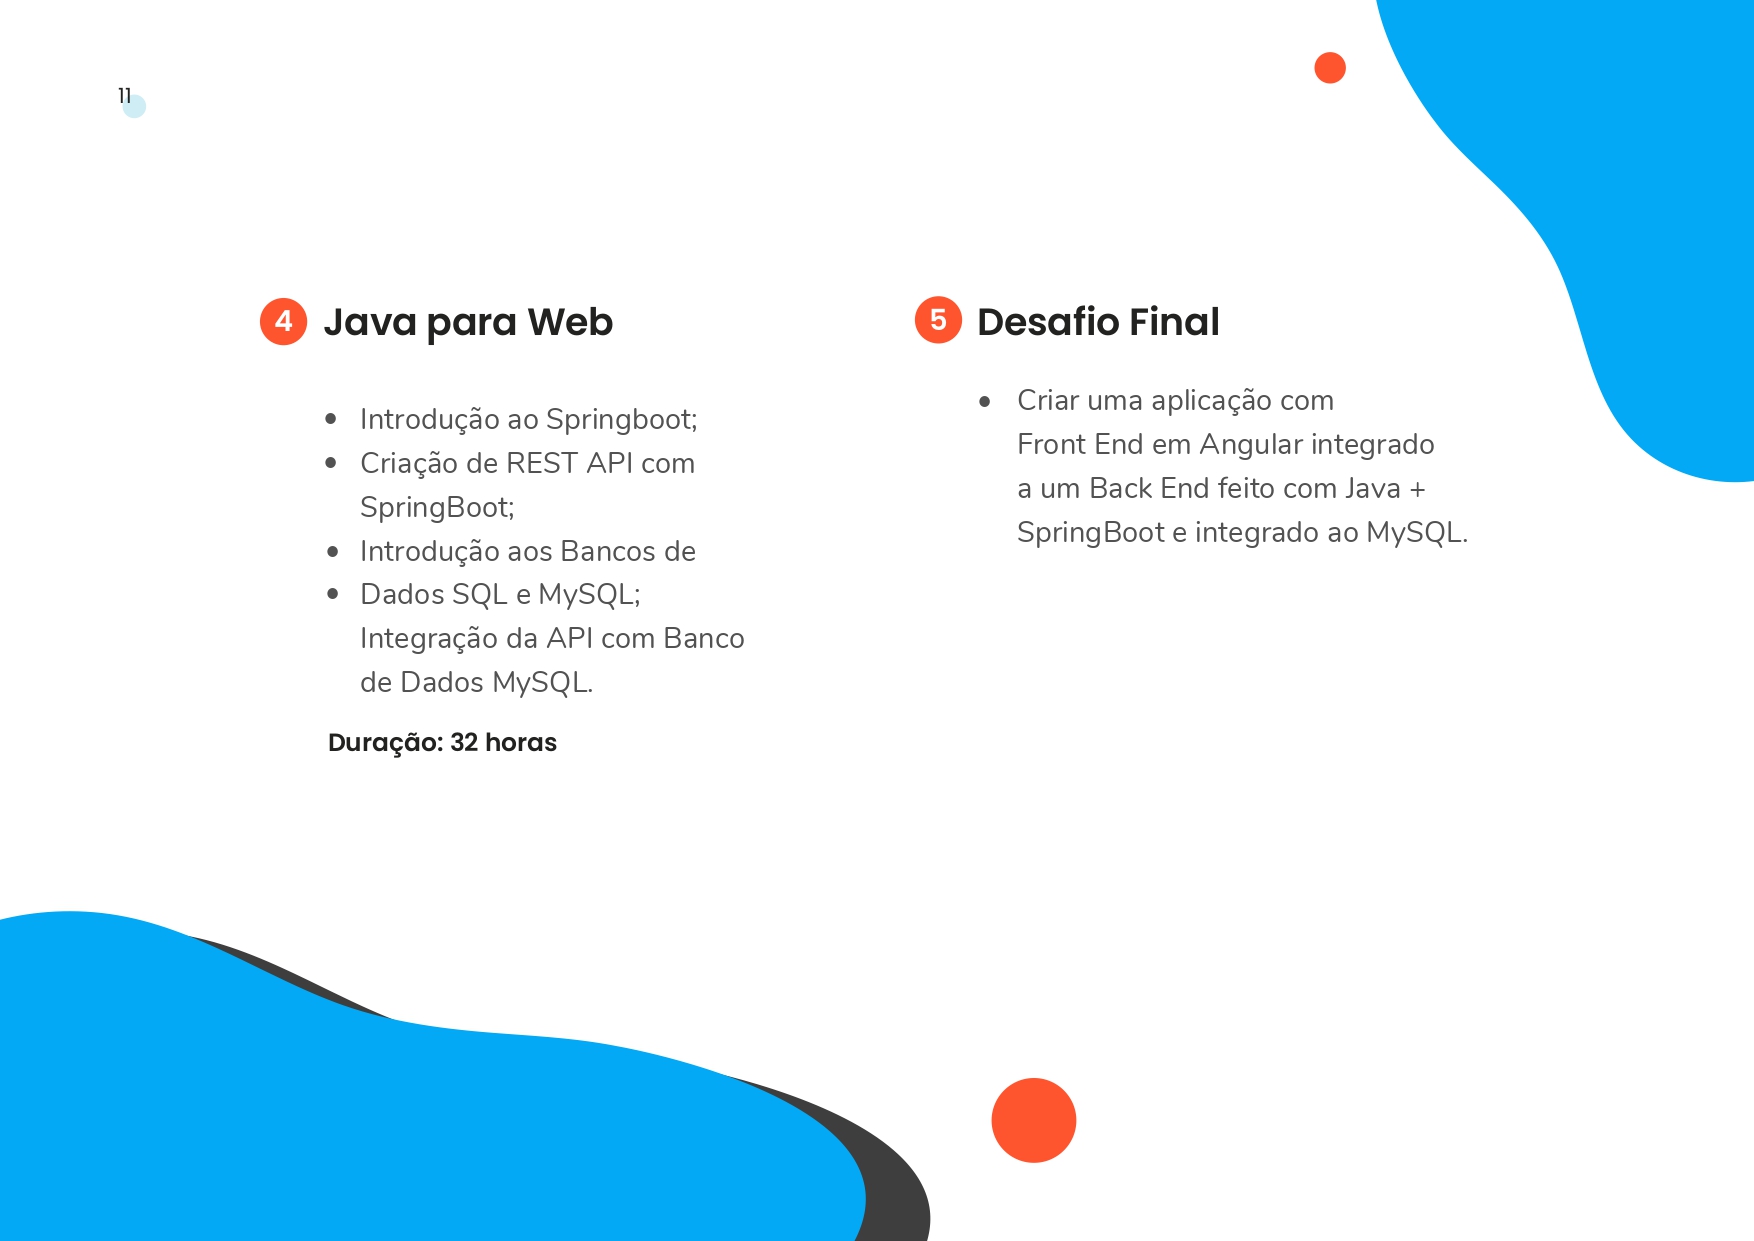 11
4 Java para Web
• Introdução ao Springboot;
• Criação de REST API com
SpringBoot;
• Introdução aos Bancos de
• Dados SQL e MySQL;
Integração da API com Banco
de Dados MySQL.
Duração: 32 horas
5 Desafio Final
• Criar uma aplicação com
Front End em Angular integrado
a um Back End feito com Java +
SpringBoot e integrado ao MySQL.